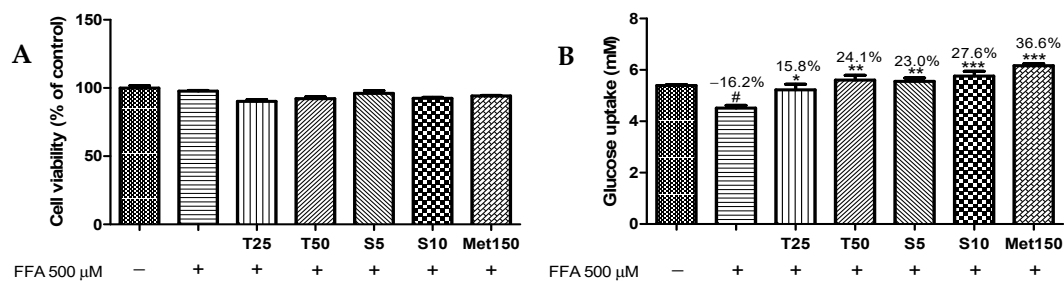 A
Cell viability (% of control)
150
100
50
0
T25 T50 S5 S10 Met150
FFA 500 μM − + + + + + +
B
Glucose uptake (mM)
8
6
4
2
0
−16.2%
#
15.8%
*
24.1%
**
23.0%
**
27.6%
***
36.6%
***
T25 T50 S5 S10 Met150
FFA 500 μM − + + + + + +